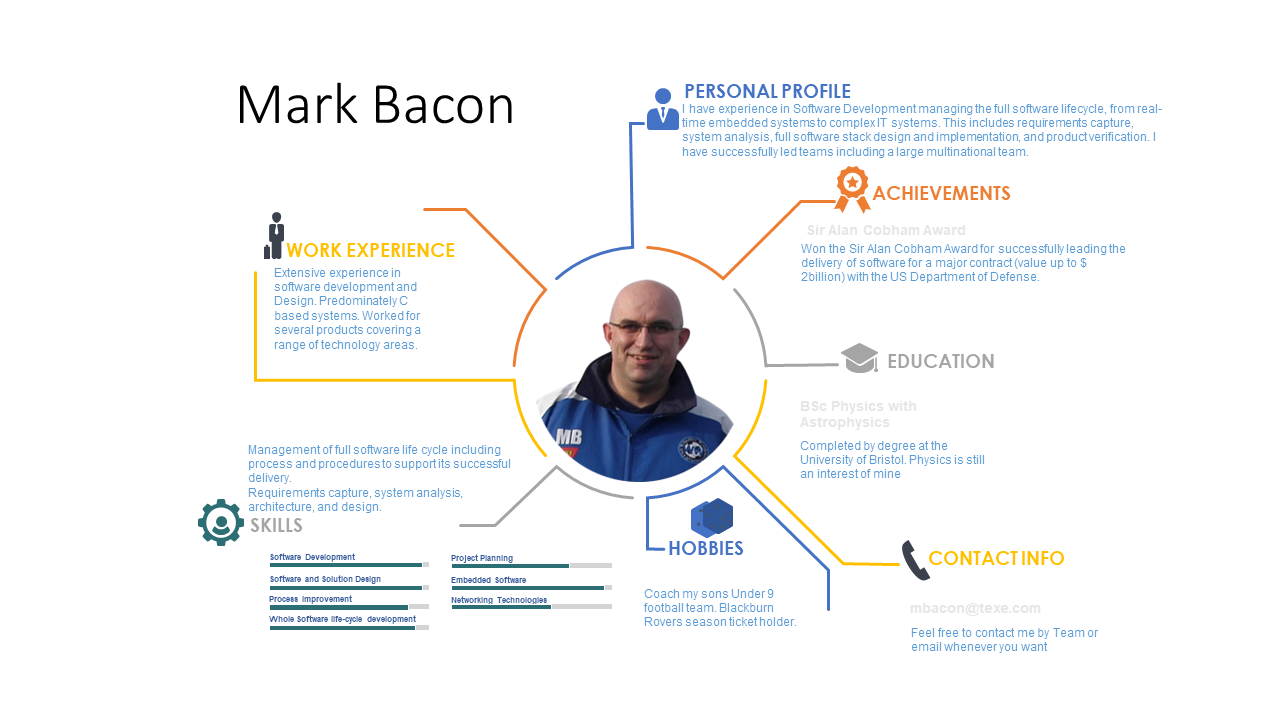 Mark Bacon
PERSONAL PROFILE
I have experience in Software Development managing the full software lifecycle, from real-
time embedded systems to complex IT systems. This includes requirements capture,
system analysis, full software stack design and implementation, and product verification. I
have successfully led teams including a large multinational team.
ACHIEVEMENTS
Sir Alan Cobham Award
Won the Sir Alan Cobham Award for successfully leading the
delivery of software for a major contract (value up to $
2billion) with the US Department of Defense.
WORK EXPERIENCE
Extensive experience in
software development and
Design. Predominately C
based systems. Worked for
several products covering a
range of technology areas.
EDUCATION
BSc Physics with
Astrophysics
Completed by degree at the
University of Bristol. Physics is still
an interest of mine
MB
Management of full software life cycle including
process and procedures to support its successful
delivery.
Requirements capture, system analysis,
architecture, and design.
SKILLS
Software Development
Software and Solution Design
Process Improvement
Whole Software life-cycle development
Project Planning
Embedded Software
Networking Technologies
HOBBIES
Coach my sons Under 9
football team. Blackburn
Rovers season ticket holder.
CONTACT INFO
mbacon@texe.com
Feel free to contact me by Team or
email whenever you want